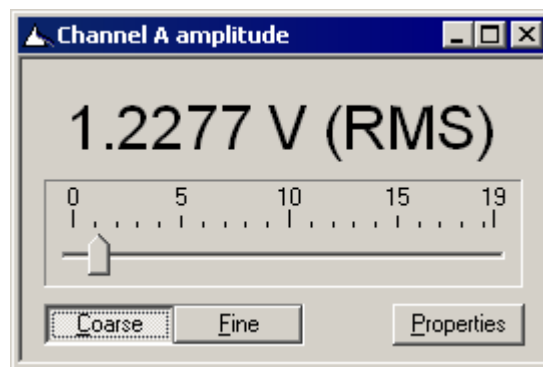 Channel A amplitude
1.2277 V (RMS)
0 5 10 15 19
Coarse Fine Properties